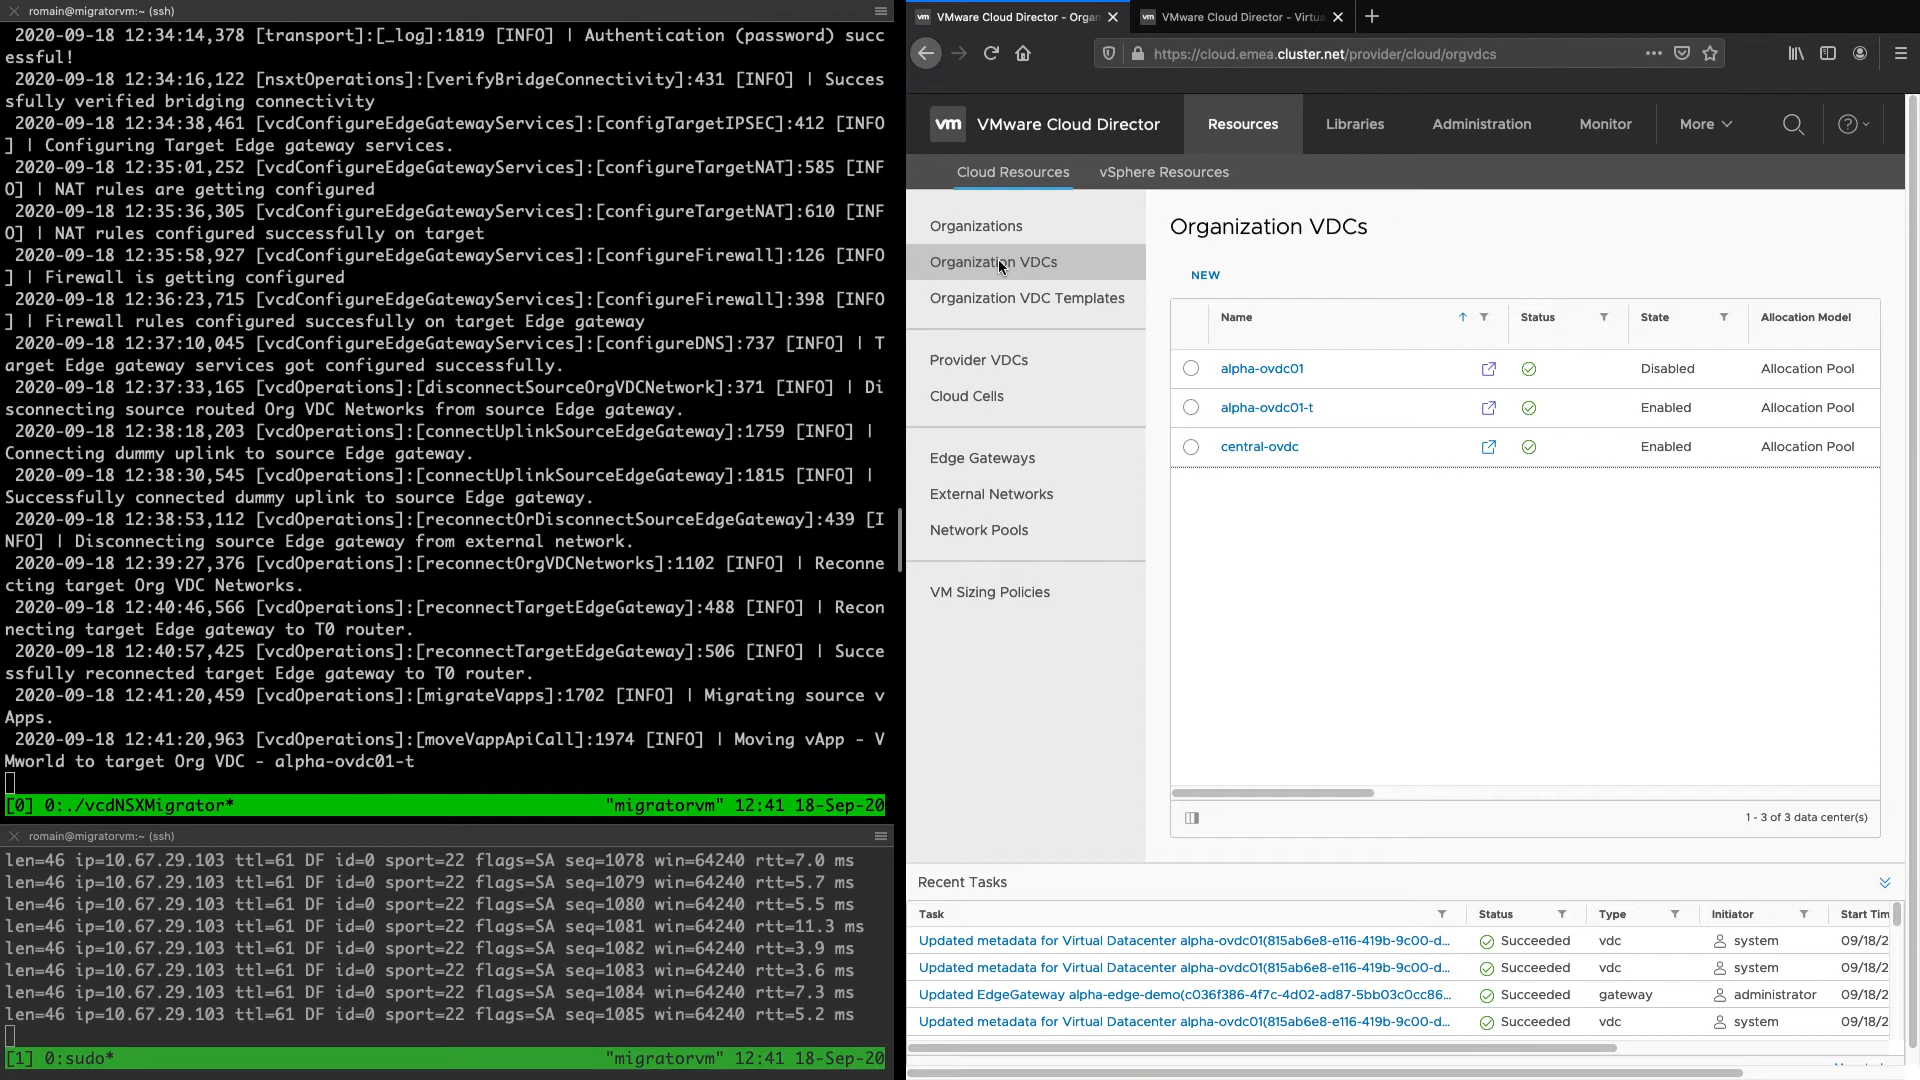 romain@migratorvm:~ (ssh)
2020-09-18 12:34:14,378 [transport]:[_log]:1819 [INFO] | Authentication (password) succ
essful!
2020-09-18 12:34:16,122 [nsxtOperations]:[verifyBridgeConnectivity]:431 [INFO] | Succes
sfully verified bridging connectivity
2020-09-18 12:34:38,461 [vcdConfigureEdgeGatewayServices]:[configTargetIPSEC]:412 [INFO
] | Configuring Target Edge gateway services.
2020-09-18 12:35:01,252 [vcdConfigureEdgeGatewayServices]:[configureTargetNAT]:585 [INF
O] | NAT rules are getting configured
2020-09-18 12:35:36,305 [vcdConfigureEdgeGatewayServices]:[configureTargetNAT]:610 [INF
O] | NAT rules configured successfully on target
2020-09-18 12:35:58,927 [vcdConfigureEdgeGatewayServices]:[configureFirewall]:126 [INFO
] | Firewall is getting configured
2020-09-18 12:36:23,715 [vcdConfigureEdgeGatewayServices]:[configureFirewall]:398 [INFO
] | Firewall rules configured succesfully on target Edge gateway
2020-09-18 12:37:10,045 [vcdConfigureEdgeGatewayServices]:[configureDNS]:737 [INFO] | T
arget Edge gateway services got configured successfully.
2020-09-18 12:37:33,165 [vcdOperations]:[disconnectSourceOrgVDCNetwork]:371 [INFO] | Di
sconnecting source routed Org VDC Networks from source Edge gateway.
2020-09-18 12:38:18,203 [vcdOperations]:[connectUplinkSourceEdgeGateway]:1759 [INFO] |
Connecting dummy uplink to source Edge gateway.
2020-09-18 12:38:30,545 [vcdOperations]:[connectUplinkSourceEdgeGateway]:1815 [INFO] |
Successfully connected dummy uplink to source Edge gateway.
2020-09-18 12:38:53,112 [vcdOperations]:[reconnectOrDisconnectSourceEdgeGateway]:439 [I
NFO] | Disconnecting source Edge gateway from external network.
2020-09-18 12:39:27,376 [vcdOperations]:[reconnectOrgVDCNetworks]:1102 [INFO] | Reconne
cting target Org VDC Networks.
2020-09-18 12:40:46,566 [vcdOperations]:[reconnectTargetEdgeGateway]:488 [INFO] | Recon
necting target Edge gateway to T0 router.
2020-09-18 12:40:57,425 [vcdOperations]:[reconnectTargetEdgeGateway]:506 [INFO] | Succe
ssfully reconnected target Edge gateway to T0 router.
2020-09-18 12:41:20,459 [vcdOperations]:[migrateVapps]:1702 [INFO] | Migrating source v
Apps.
2020-09-18 12:41:20,963 [vcdOperations]:[moveVappApiCall]:1974 [INFO] | Moving vApp - V
Mworld to target Org VDC - alpha-ovdc01-t
[0] 0:./vcdNSXMigrator* "migratorvm" 12:41 18-Sep-20
romain@migratorvm:~ (ssh)
len=46 ip=10.67.29.103 ttl=61 DF id=0 sport=22 flags=SA seq=1078 win=64240 rtt=7.0 ms
len=46 ip=10.67.29.103 ttl=61 DF id=0 sport=22 flags=SA seq=1079 win=64240 rtt=5.7 ms
len=46 ip=10.67.29.103 ttl=61 DF id=0 sport=22 flags=SA seq=1080 win=64240 rtt=5.5 ms
len=46 ip=10.67.29.103 ttl=61 DF id=0 sport=22 flags=SA seq=1081 win=64240 rtt=11.3 ms
len=46 ip=10.67.29.103 ttl=61 DF id=0 sport=22 flags=SA seq=1082 win=64240 rtt=3.9 ms
len=46 ip=10.67.29.103 ttl=61 DF id=0 sport=22 flags=SA seq=1083 win=64240 rtt=3.6 ms
len=46 ip=10.67.29.103 ttl=61 DF id=0 sport=22 flags=SA seq=1084 win=64240 rtt=7.3 ms
len=46 ip=10.67.29.103 ttl=61 DF id=0 sport=22 flags=SA seq=1085 win=64240 rtt=5.2 ms
[1] 0:sudo* "migratorvm" 12:41 18-Sep-20
vm VMware Cloud Director - Orga vm VMware Cloud Director - Virtu
https://cloud.emea.cluster.net/provider/cloud/orgvdcs
vm VMware Cloud Director Resources Libraries Administration Monitor More
Cloud Resources vSphere Resources
Organizations
Organization VDCs
Organization VDC Templates
Provider VDCs
Cloud Cells
Edge Gateways
External Networks
Network Pools
VM Sizing Policies
Organization VDCs
NEW
Name Status State Allocation Model
alpha-ovdc01 Disabled Allocation Pool
alpha-ovdc01-t Enabled Allocation Pool
central-ovdc Enabled Allocation Pool
1 - 3 of 3 data center(s)
Recent Tasks
Task Status Type Initiator Start Tim
Updated metadata for Virtual Datacenter alpha-ovdc01(815ab6e8-e116-419b-9c00-d... Succeeded vdc system 09/18/2
Updated metadata for Virtual Datacenter alpha-ovdc01(815ab6e8-e116-419b-9c00-d... Succeeded vdc system 09/18/2
Updated EdgeGateway alpha-edge-demo(c036f386-4f7c-4d02-ad87-5bb03c0cc86... Succeeded gateway administrator 09/18/2
Updated metadata for Virtual Datacenter alpha-ovdc01(815ab6e8-e116-419b-9c00-d... Succeeded vdc system 09/18/2